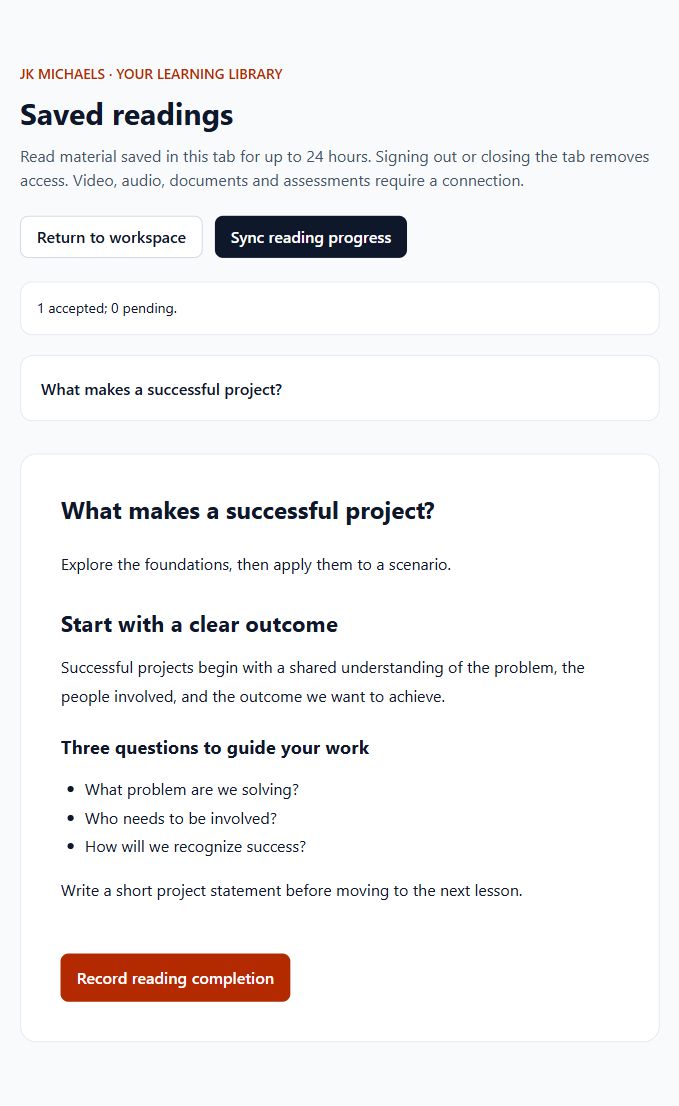 JK MICHAELS · YOUR LEARNING LIBRARY
Saved readings
Read material saved in this tab for up to 24 hours. Signing out or closing the tab removes
access. Video, audio, documents and assessments require a connection.
Return to workspace
Sync reading progress
1 accepted; 0 pending.
What makes a successful project?
What makes a successful project?
Explore the foundations, then apply them to a scenario.
Start with a clear outcome
Successful projects begin with a shared understanding of the problem, the
people involved, and the outcome we want to achieve.
Three questions to guide your work
• What problem are we solving?
• Who needs to be involved?
• How will we recognize success?
Write a short project statement before moving to the next lesson.
Record reading completion